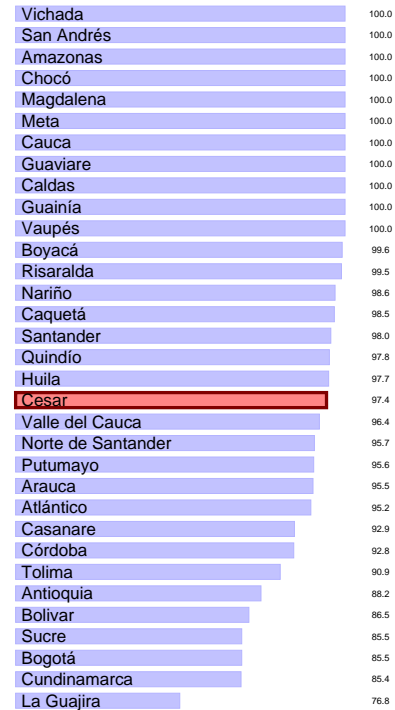 Vichada 100.0
San Andrés 100.0
Amazonas 100.0
Chocó 100.0
Magdalena 100.0
Meta 100.0
Cauca 100.0
Guaviare 100.0
Caldas 100.0
Guainía 100.0
Vaupés 100.0
Boyacá 99.6
Risaralda 99.5
Nariño 98.6
Caquetá 98.5
Santander 98.0
Quindío 97.8
Huila 97.7
Cesar 97.4
Valle del Cauca 96.4
Norte de Santander 95.7
Putumayo 95.6
Arauca 95.5
Atlántico 95.2
Casanare 92.9
Córdoba 92.8
Tolima 90.9
Antioquia 88.2
Bolivar 86.5
Sucre 85.5
Bogotá 85.5
Cundinamarca 85.4
La Guajira 76.8